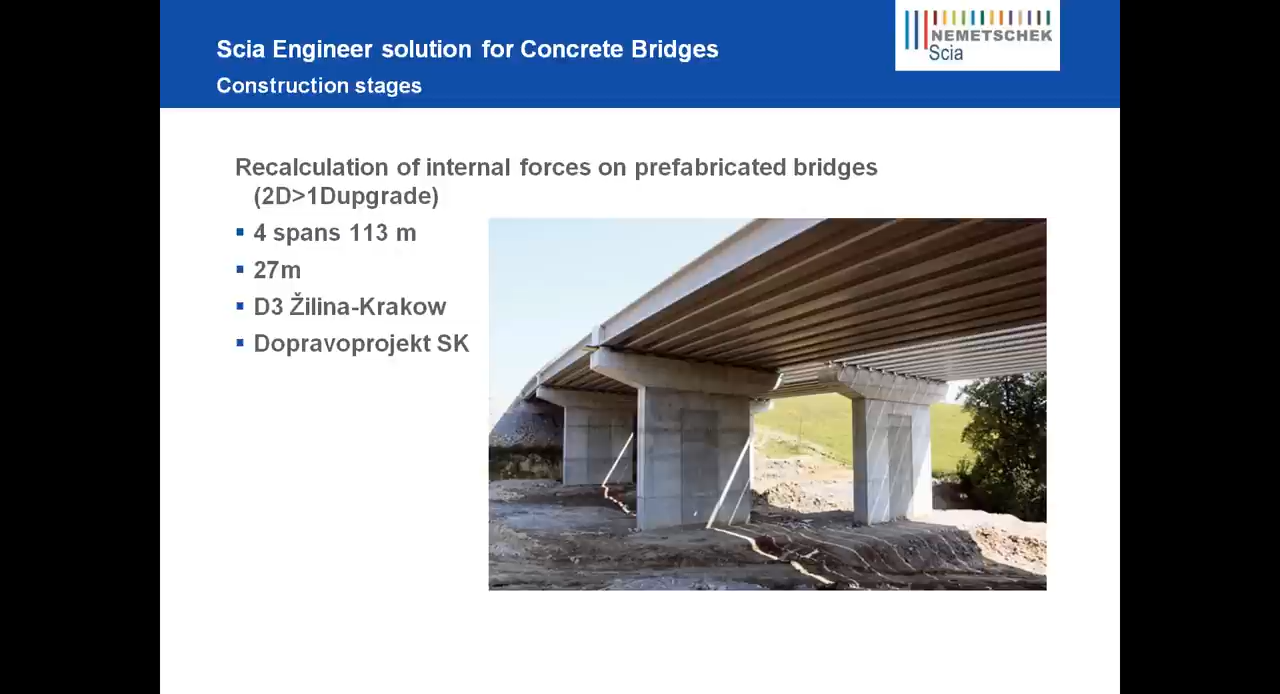 Scia Engineer solution for Concrete Bridges
Construction stages
NEMETSCHEK
Scia
Recalculation of internal forces on prefabricated bridges
(2D>1Dupgrade)
4 spans 113 m
27m
D3 Žilina-Krakow
Dopravoprojekt SK